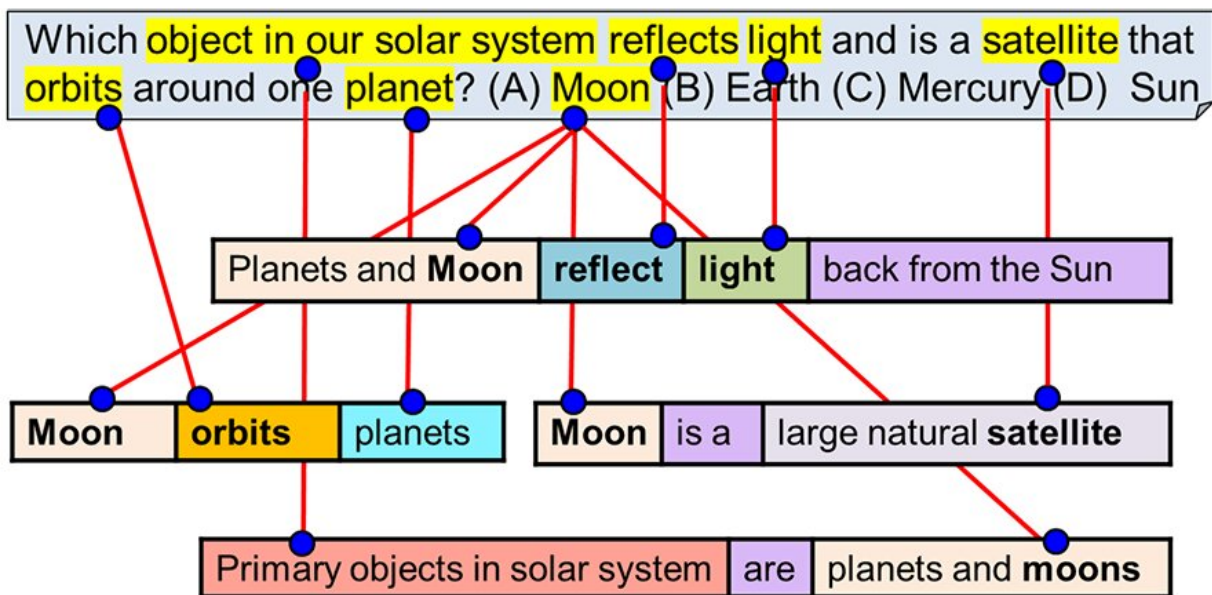 Which object in our solar system reflects light and is a satellite that
orbits around one planet? (A) Moon (B) Earth (C) Mercury (D) Sun
Planets and Moon reflect light back from the Sun
Moon orbits planets
Moon is a large natural satellite
Primary objects in solar system are planets and moons